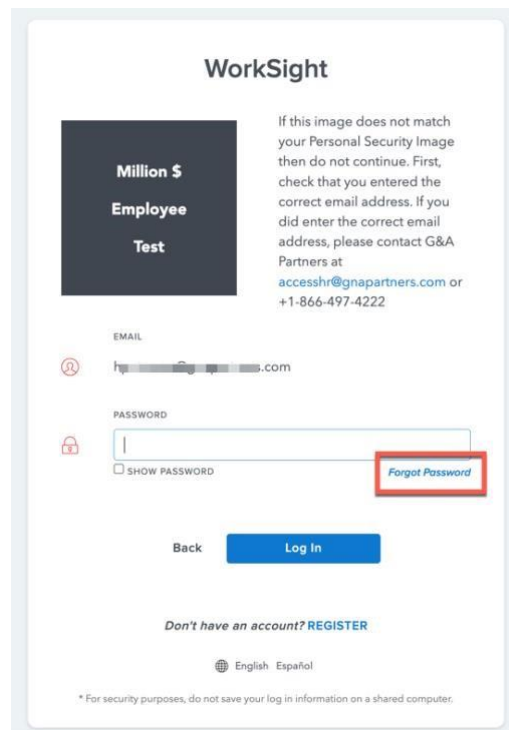 WorkSight
Million $
Employee
Test
If this image does not match
your Personal Security Image
then do not continue. First,
check that you entered the
correct email address. If you
did enter the correct email
address, please contact G&A
Partners at
accesshr@gnapartners.com or
+1-866-497-4222
EMAIL
.com
PASSWORD
SHOW PASSWORD
Forgot Password
Back
Log In
Don't have an account? REGISTER
English Español
* For security purposes, do not save your log in information on a shared computer.